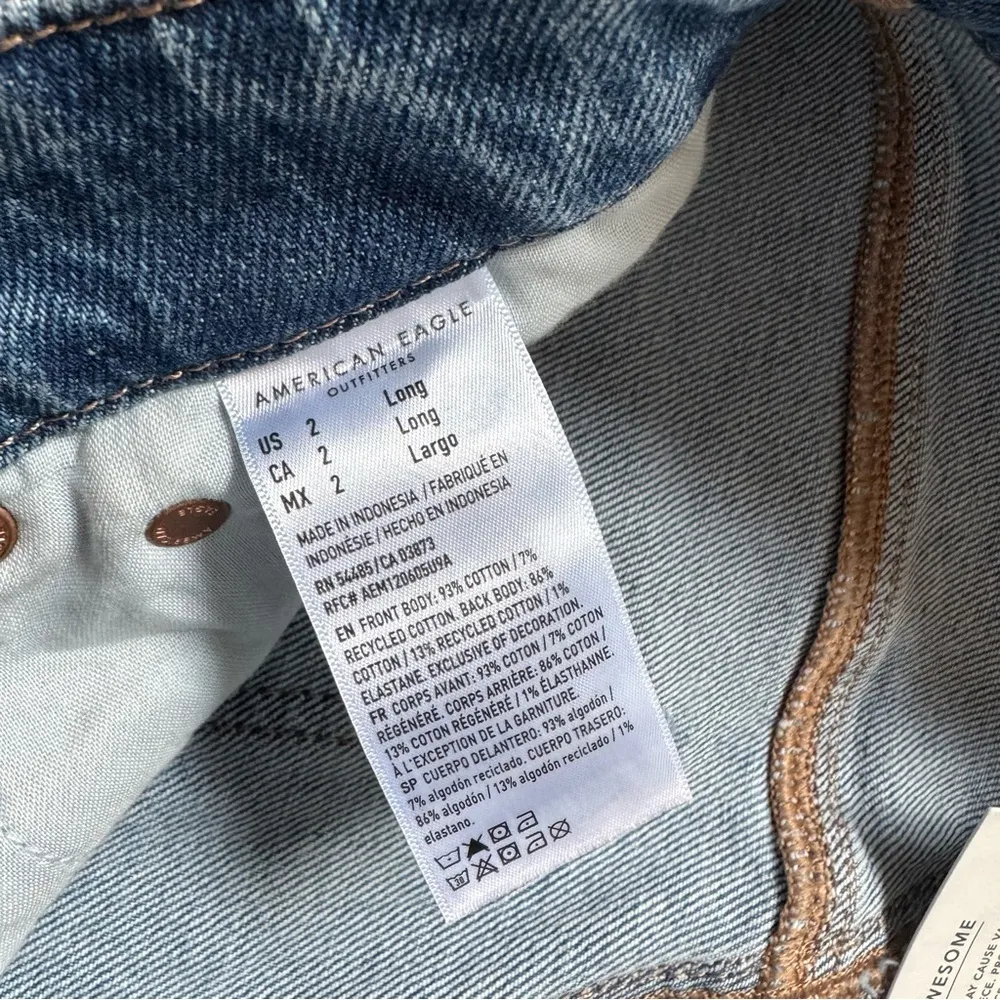 AMERICAN EAGLE
OUTFITTERS
US 2 Long
CA 2 Long
MX 2 Largo
MADE IN INDONESIA / FABRIQUÉ EN
INDONÉSIE / HECHO EN INDONESIA
RN 54485 / CA 03873
RFC# AEM120605U9A
EN FRONT BODY: 93% COTTON / 7%
RECYCLED COTTON. BACK BODY: 86%
COTTON / 13% RECYCLED COTTON / 1%
ELASTANE. EXCLUSIVE OF DECORATION.
FR CORPS AVANT: 93% COTON / 7% COTON
RÉGÉNÉRÉ. CORPS ARRIÈRE: 86% COTON
13% COTON RÉGÉNÉRÉ / 1% ÉLASTHANNE.
À L'EXCEPTION DE LA GARNITURE.
SP CUERPO DELANTERO: 93% algodón /
7% algodón reciclado. CUERPO TRASERO:
86% algodón / 13% algodón reciclado / 1%
elastano.
30
AY CAUSE